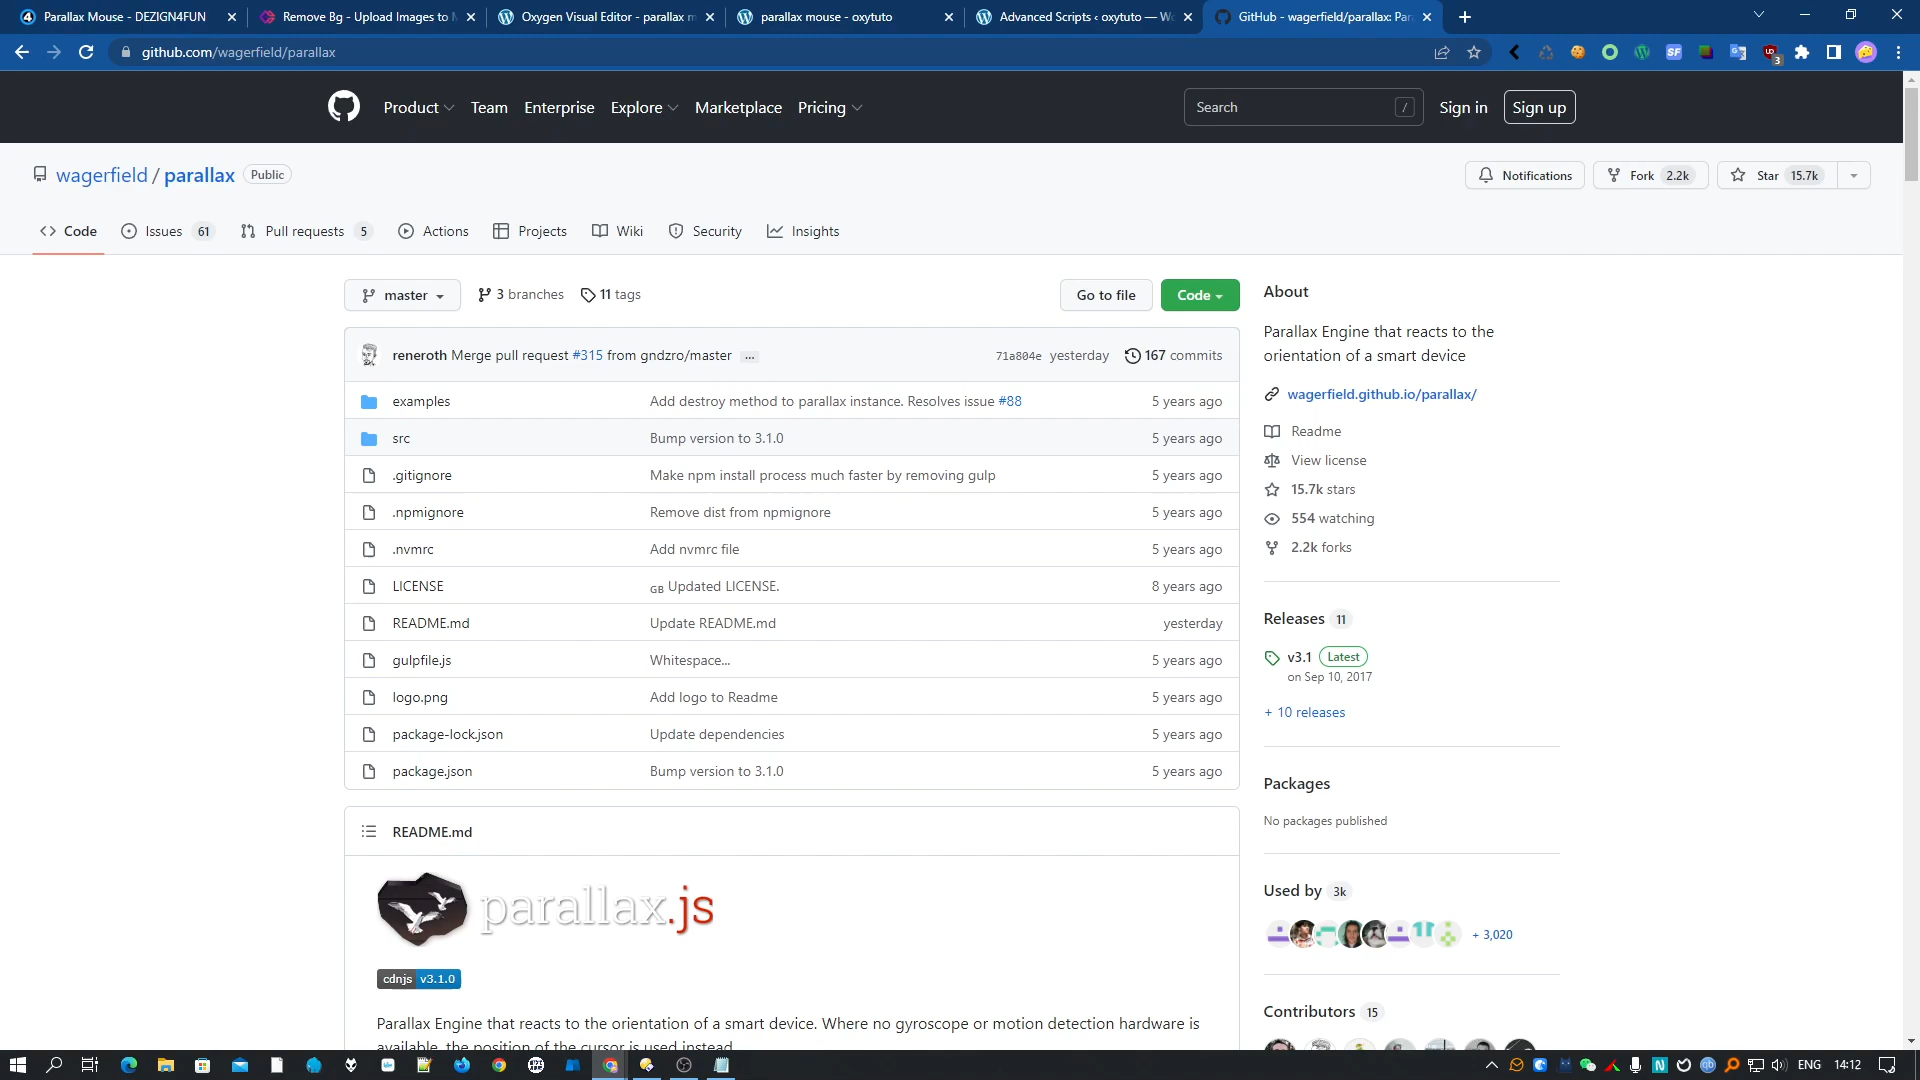 Parallax Mouse - DEZIGN4FUN
Remove Bg - Upload Images to
Oxygen Visual Editor - parallax m
parallax mouse - oxytuto
Advanced Scripts ‹ oxytuto — W
GitHub - wagerfield/parallax: Par
github.com/wagerfield/parallax
Product Team Enterprise Explore Marketplace Pricing Search / Sign in Sign up
wagerfield / parallax Public
Notifications Fork 2.2k Star 15.7k
Code Issues 61 Pull requests 5 Actions Projects Wiki Security Insights
master 3 branches 11 tags Go to file Code
reneroth Merge pull request #315 from gndzro/master ... 71a804e yesterday 167 commits
examples Add destroy method to parallax instance. Resolves issue #88 5 years ago
src Bump version to 3.1.0 5 years ago
.gitignore Make npm install process much faster by removing gulp 5 years ago
.npmignore Remove dist from npmignore 5 years ago
.nvmrc Add nvmrc file 5 years ago
LICENSE GB Updated LICENSE. 8 years ago
README.md Update README.md yesterday
gulpfile.js Whitespace... 5 years ago
logo.png Add logo to Readme 5 years ago
package-lock.json Update dependencies 5 years ago
package.json Bump version to 3.1.0 5 years ago
README.md
parallax.js
cdnjs v3.1.0
Parallax Engine that reacts to the orientation of a smart device. Where no gyroscope or motion detection hardware is
available, the position of the cursor is used instead.
About
Parallax Engine that reacts to the
orientation of a smart device
wagerfield.github.io/parallax/
Readme
View license
15.7k stars
554 watching
2.2k forks
Releases 11
v3.1 Latest
on Sep 10, 2017
+ 10 releases
Packages
No packages published
Used by 3k
+ 3,020
Contributors 15
ENG 14:12